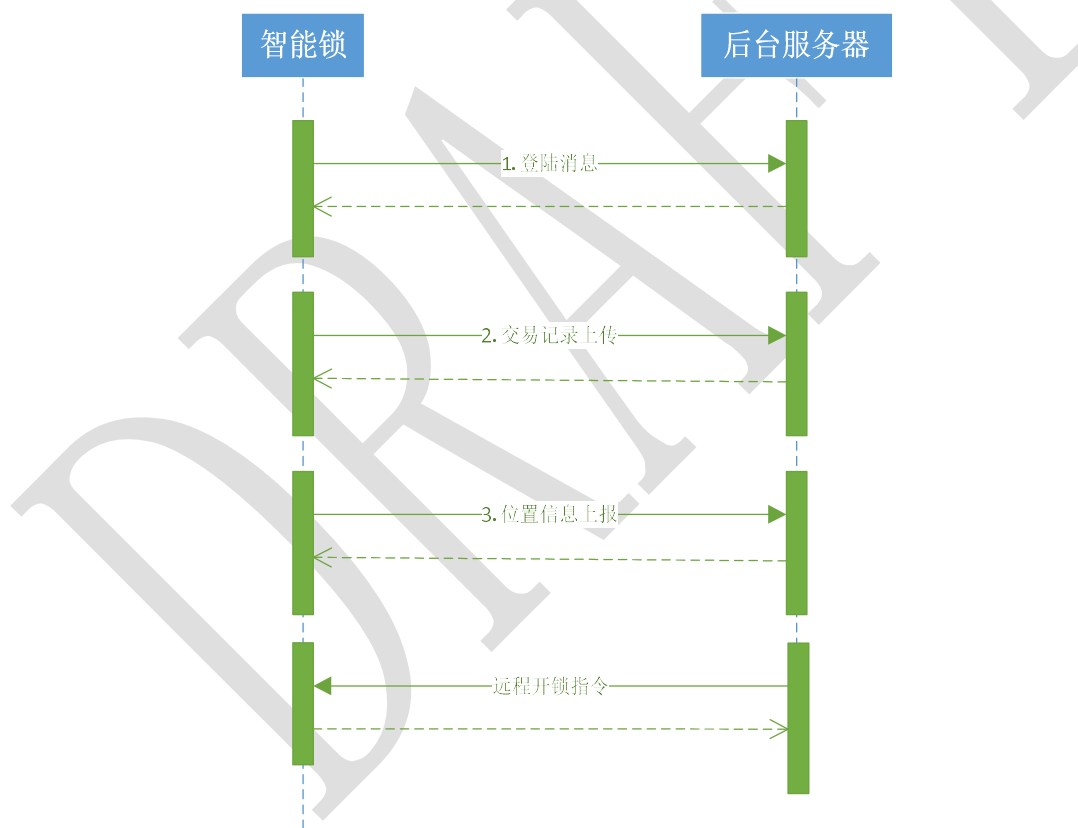 智能锁
后台服务器
1. 登陆消息
2. 交易记录上传
3. 位置信息上报
远程开锁指令
DRAFT